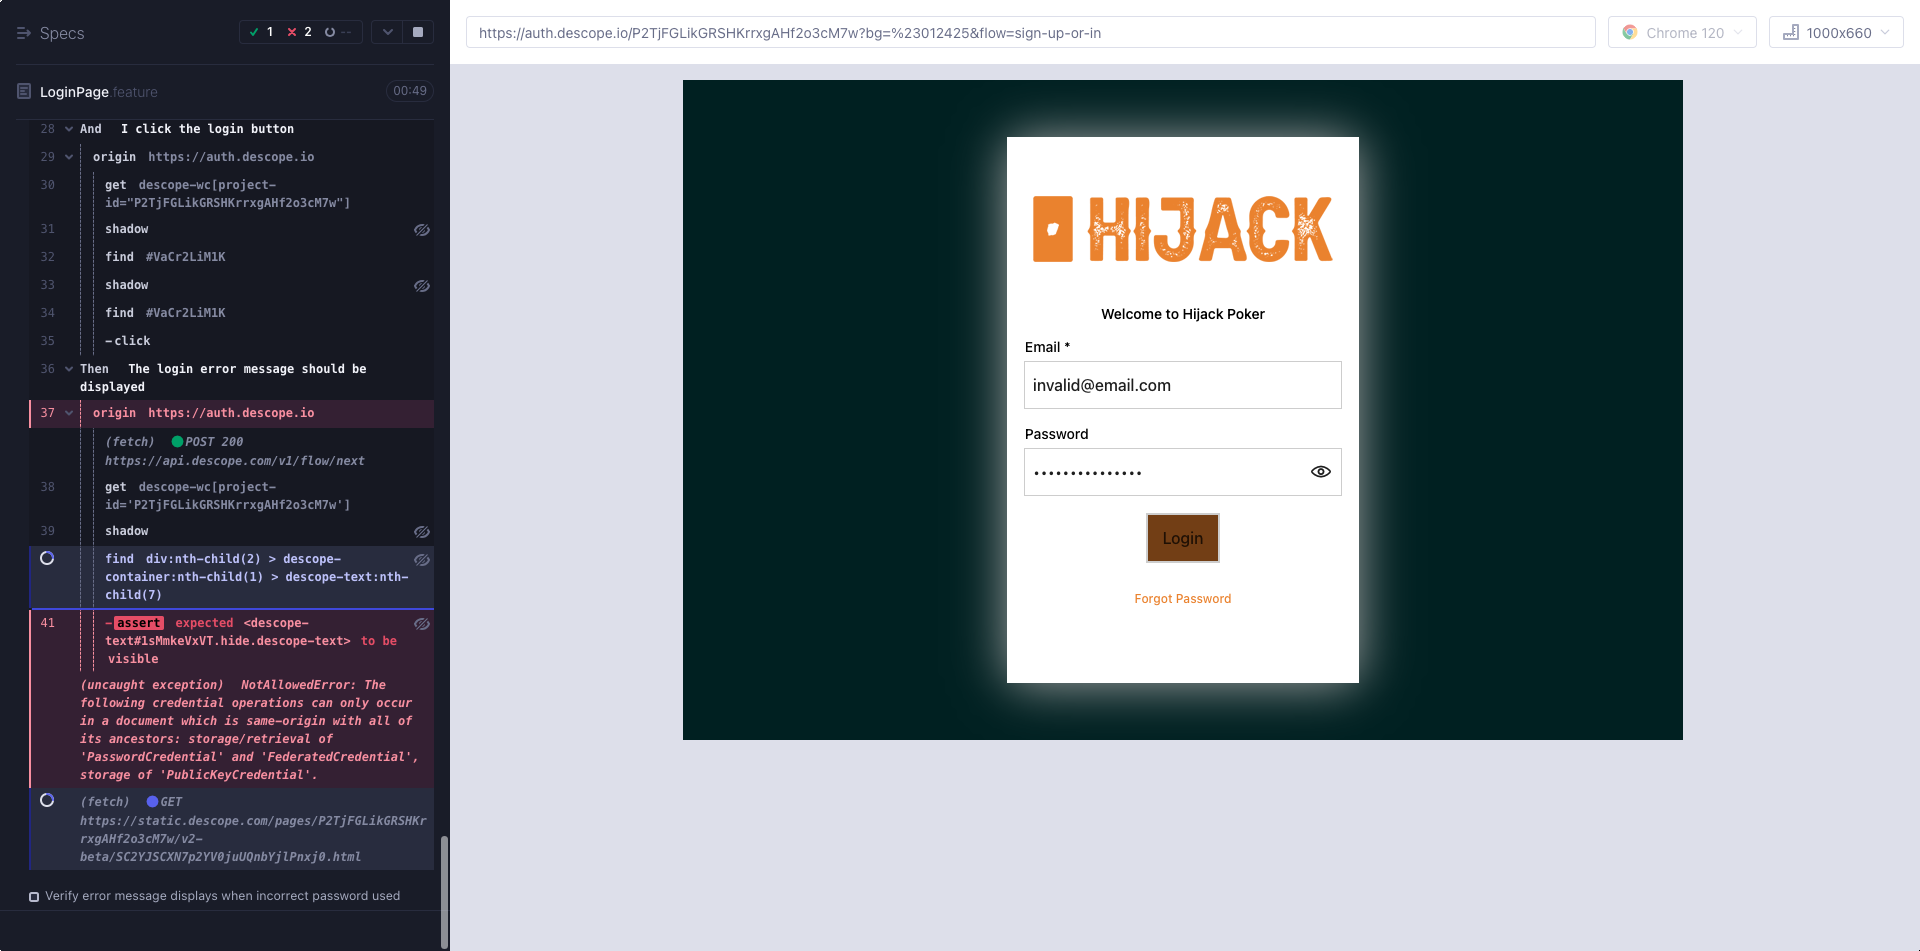 Specs
1
2
--
LoginPage feature
00:49
28 And I click the login button
29 origin https://auth.descope.io
30 get descope-wc[project-
id="P2TjFGLikGRSHKrrxgAHf2o3cM7w"]
31 shadow
32 find #VaCr2LiM1K
33 shadow
34 find #VaCr2LiM1K
35 -click
36 Then The login error message should be
displayed
37 origin https://auth.descope.io
(fetch) POST 200
https://api.descope.com/v1/flow/next
38 get descope-wc[project-
id='P2TjFGLikGRSHKrrxgAHf2o3cM7w']
39 shadow
find div:nth-child(2) > descope-
container:nth-child(1) > descope-text:nth-
child(7)
41 -assert expected <descope-
text#1sMmkeVxVT.hide.descope-text> to be
visible
(uncaught exception) NotAllowedError: The
following credential operations can only occur
in a document which is same-origin with all of
its ancestors: storage/retrieval of
'PasswordCredential' and 'FederatedCredential',
storage of 'PublicKeyCredential'.
(fetch) GET
https://static.descope.com/pages/P2TjFGLikGRSHKr
rxgAHf2o3cM7w/v2-
beta/SC2YJSCXN7p2YV0juUQnbYjlPnxj0.html
Verify error message displays when incorrect password used
https://auth.descope.io/P2TjFGLikGRSHKrrxgAHf2o3cM7w?bg=%23012425&flow=sign-up-or-in
Chrome 120
1000x660
HIJACK
Welcome to Hijack Poker
Email *
invalid@email.com
Password
•••••••••••••••
Login
Forgot Password